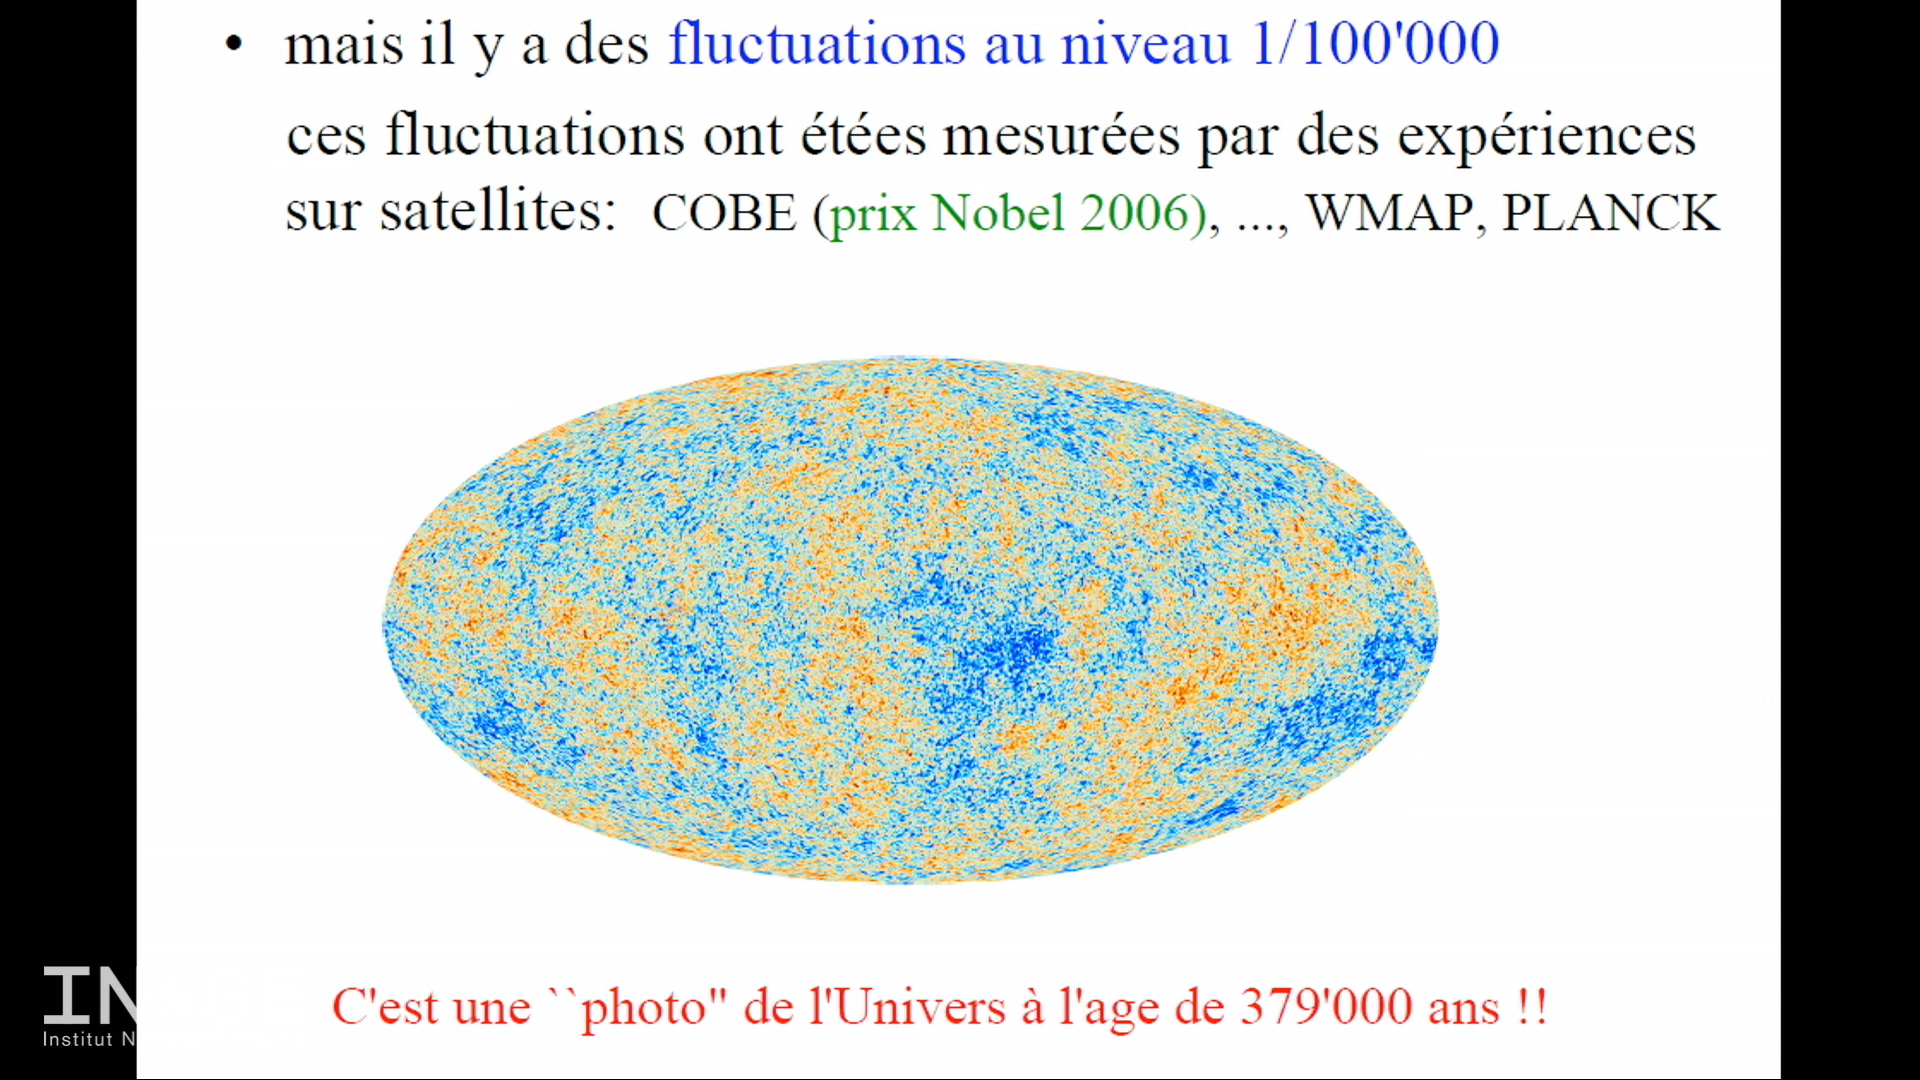 • mais il y a des fluctuations au niveau 1/100'000
ces fluctuations ont étées mesurées par des expériences
sur satellites: COBE (prix Nobel 2006), ..., WMAP, PLANCK
C'est une ``photo" de l'Univers à l'age de 379'000 ans !!
Institut N